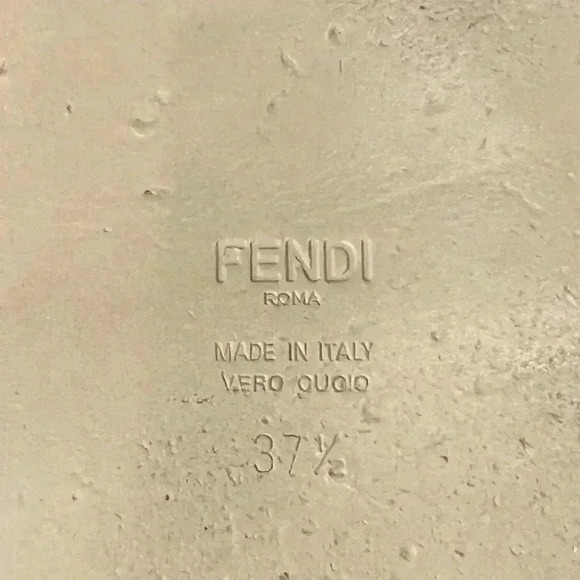 FENDI
ROMA
MADE IN ITALY
VERO CUOIO
37½